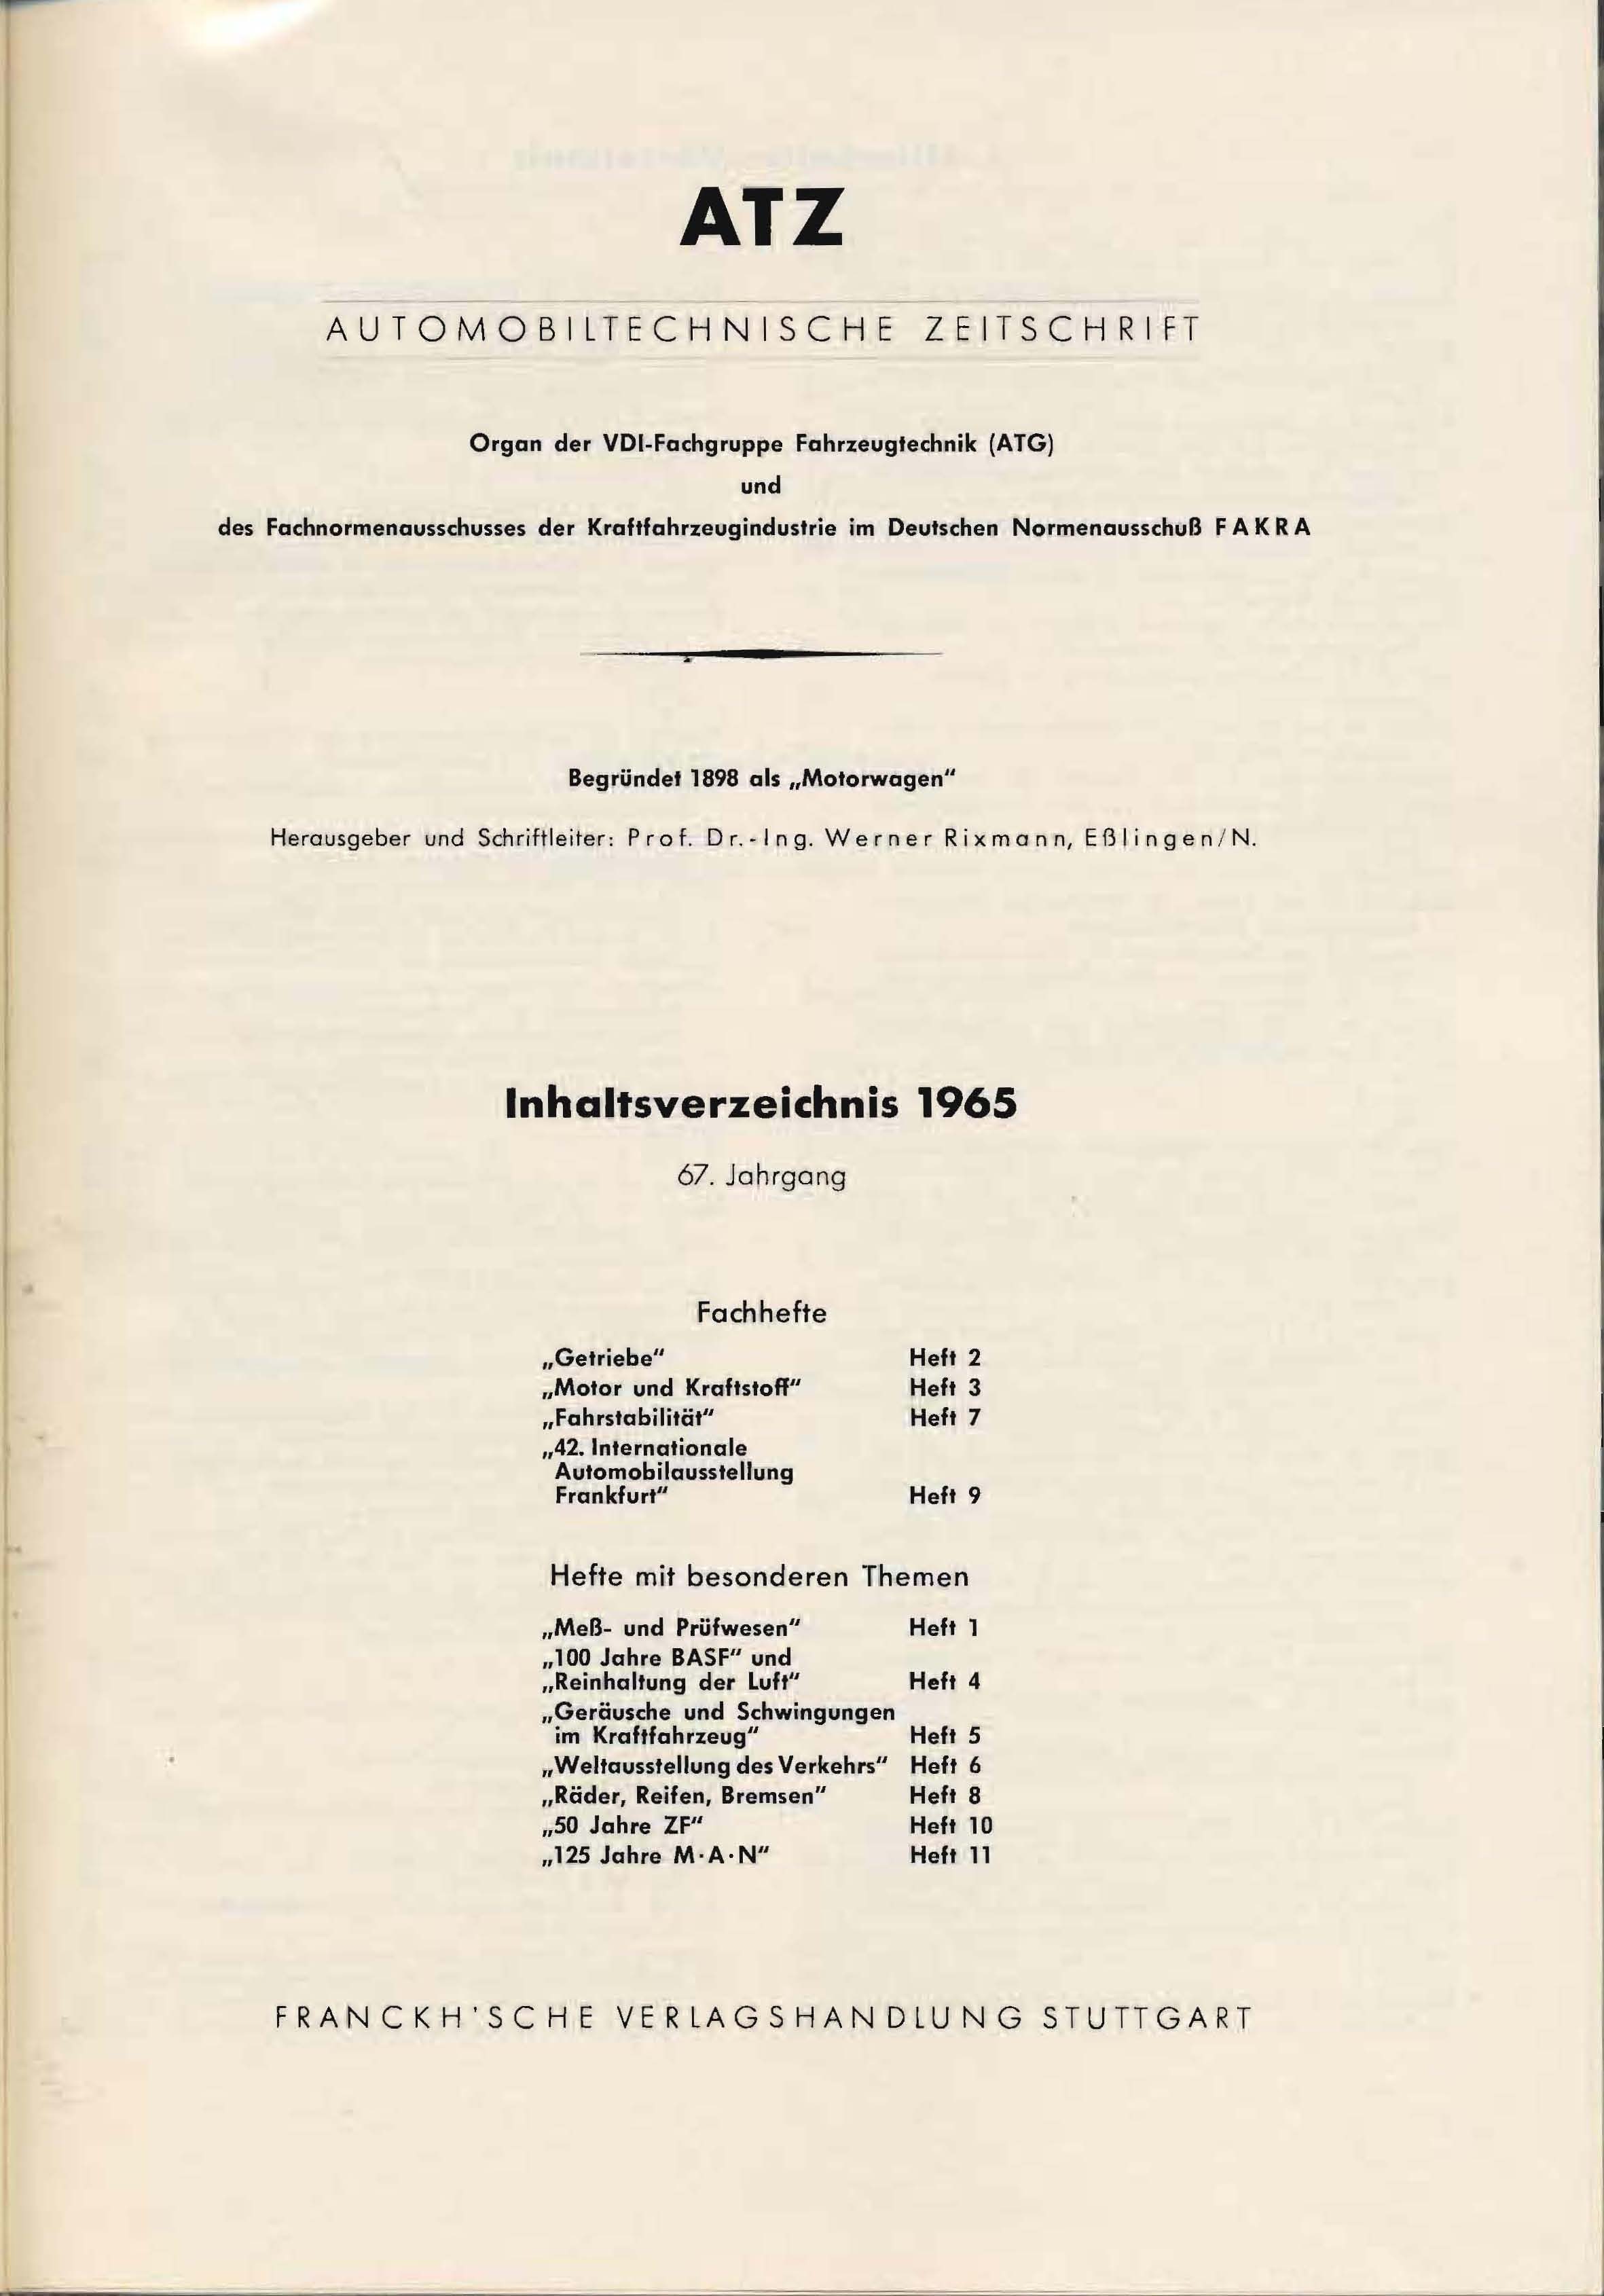 ATZ
AUTOMOBILTECHNISCHE ZEITSCHRIFT
Organ der VDI-Fachgruppe Fahrzeugtechnik (ATG)
und
des Fachnormenausschusses der Kraftfahrzeugindustrie im Deutschen Normenausschuß FAKRA
Begründet 1898 als „Motorwagen“
Herausgeber und Schriftleiter: Prof. Dr.-Ing. Werner Rixmann, Eßlingen/N.
Inhaltsverzeichnis 1965
67. Jahrgang
Fachhefte
„Getriebe“ Heft 2
„Motor und Kraftstoff“ Heft 3
„Fahrstabilität“ Heft 7
„42. Internationale
Automobilausstellung
Frankfurt“ Heft 9
Hefte mit besonderen Themen
„Meß- und Prüfwesen“ Heft 1
„100 Jahre BASF“ und
„Reinhaltung der Luft“ Heft 4
„Geräusche und Schwingungen
im Kraftfahrzeug“ Heft 5
„Weltausstellung des Verkehrs“ Heft 6
„Räder, Reifen, Bremsen“ Heft 8
„50 Jahre ZF“ Heft 10
„125 Jahre M·A·N“ Heft 11
FRANCKH'SCHE VERLAGSHANDLUNG STUTTGART